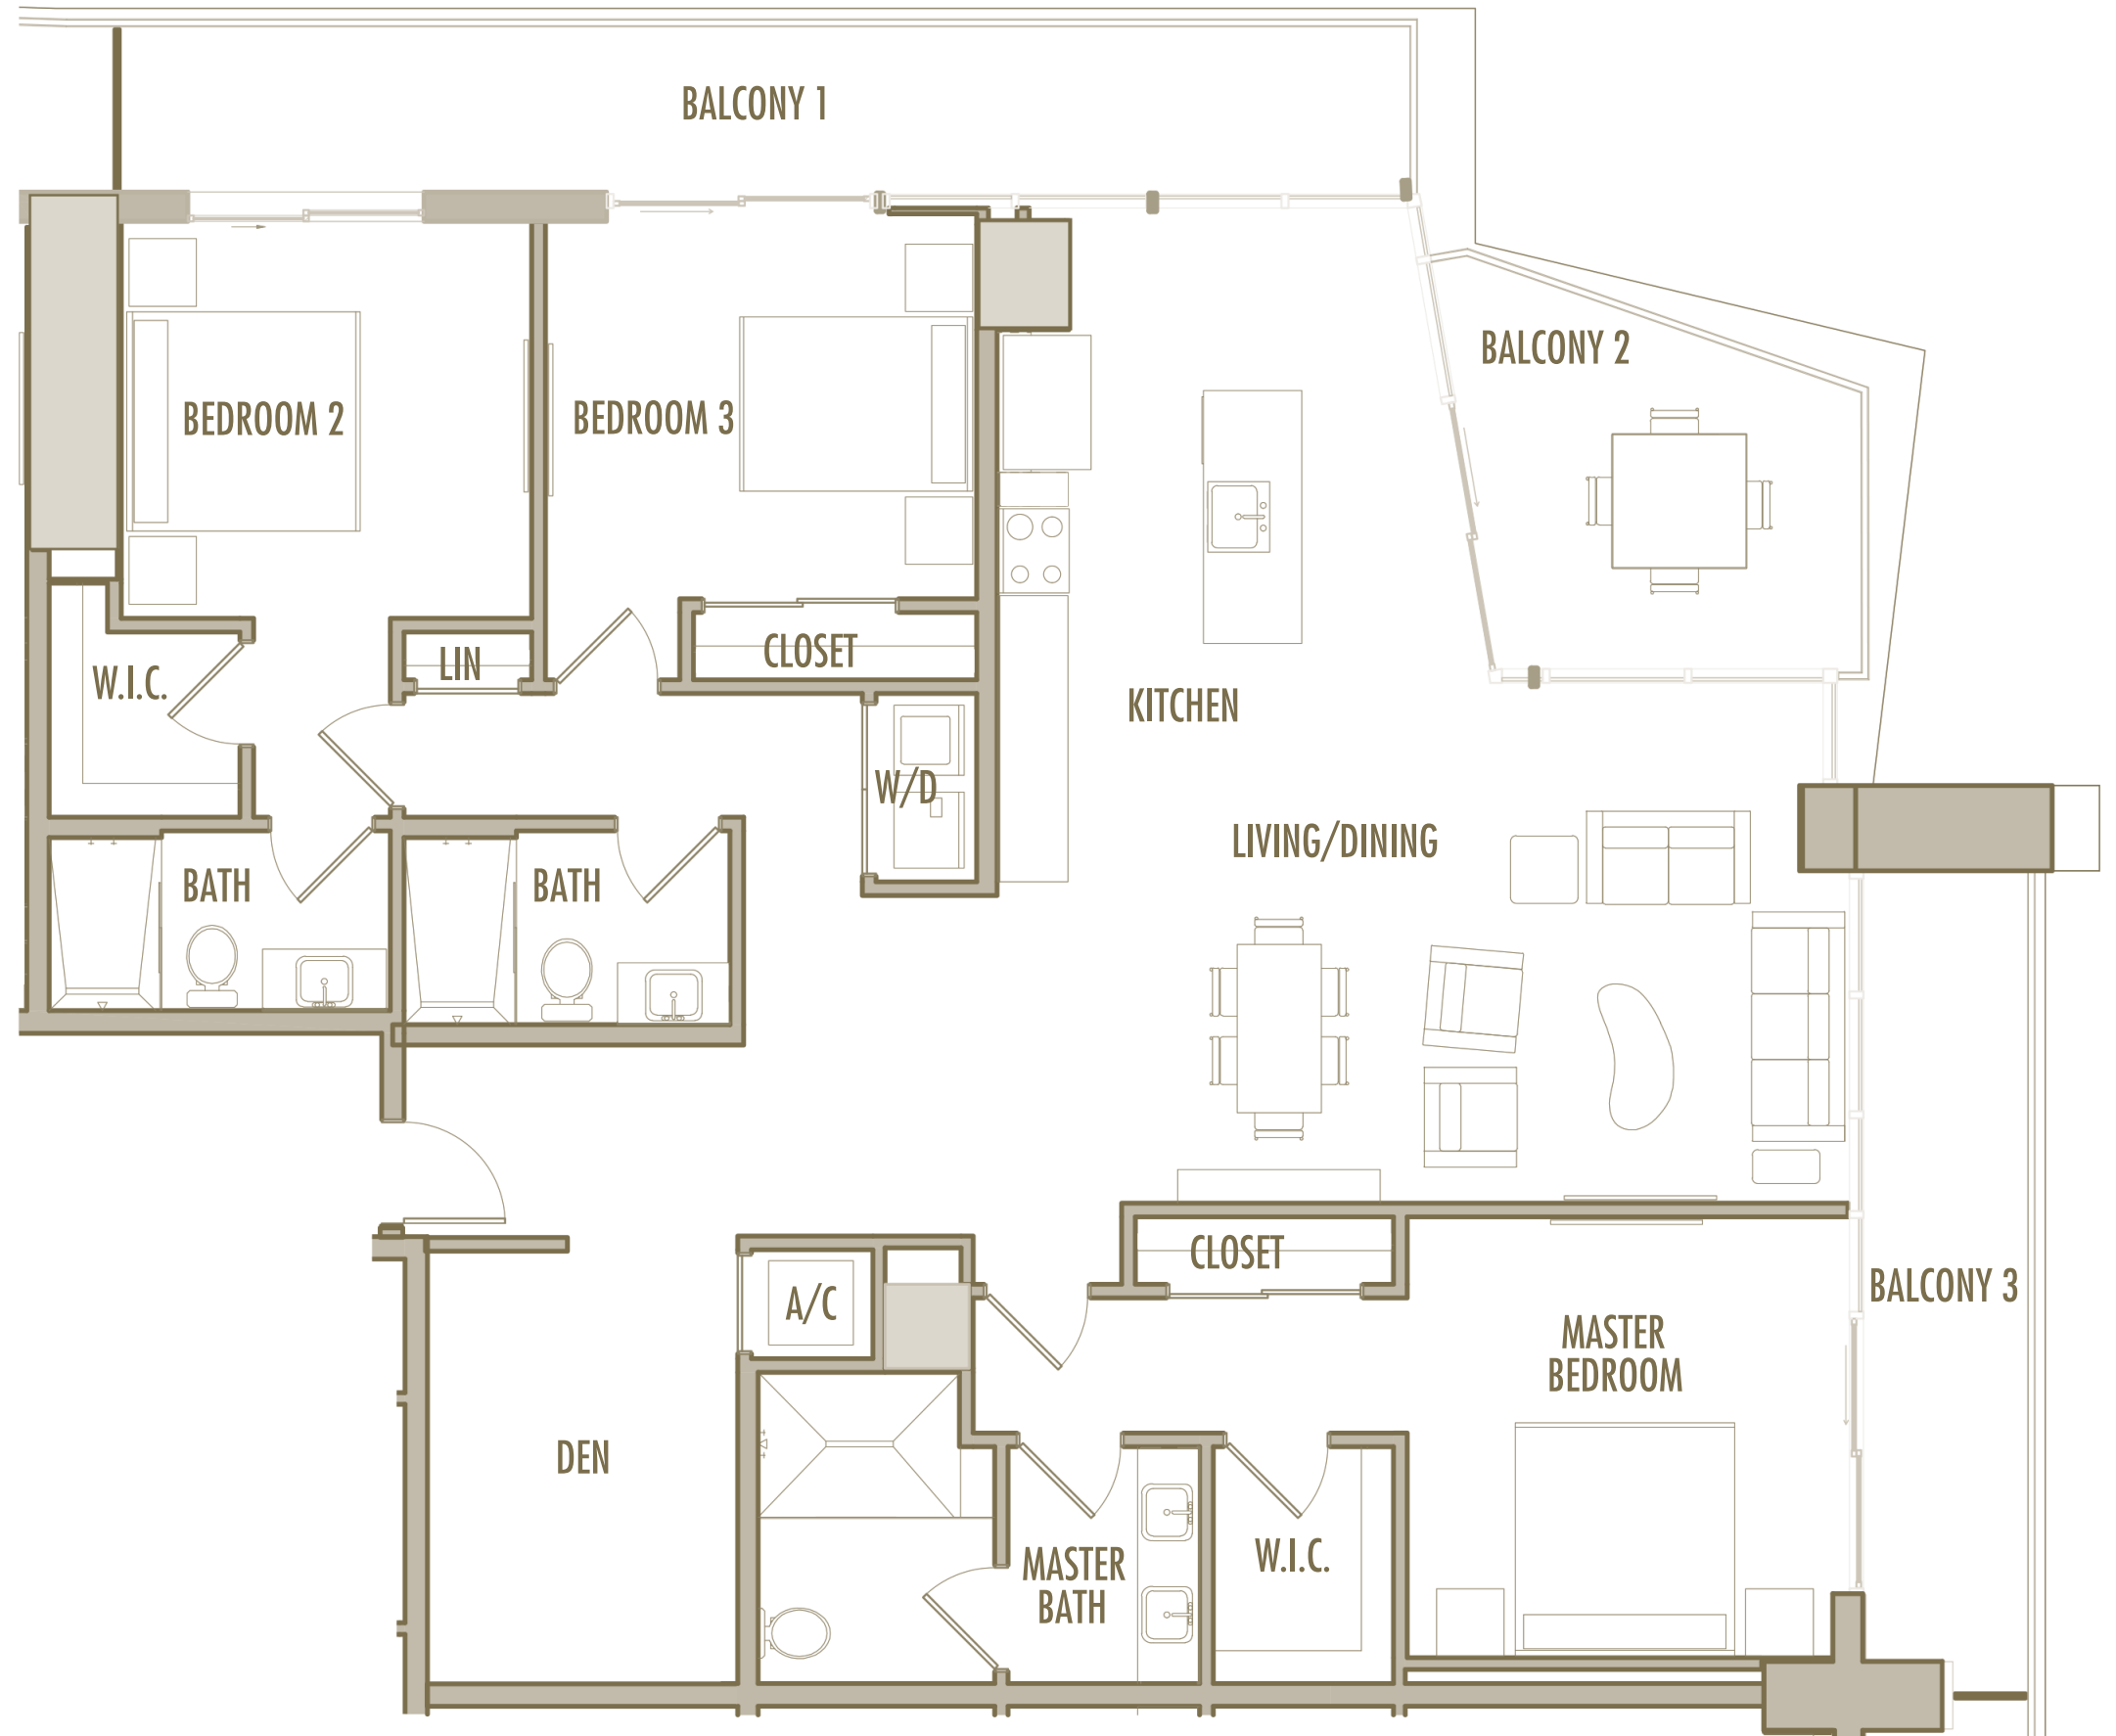 BALCONY 1
BALCONY 2
BEDROOM 2
BEDROOM 3
LIN
CLOSET
W.I.C.
KITCHEN
W/D
LIVING/DINING
BATH
BATH
CLOSET
BALCONY 3
A/C
MASTER
BEDROOM
DEN
W.I.C.
MASTER
BATH